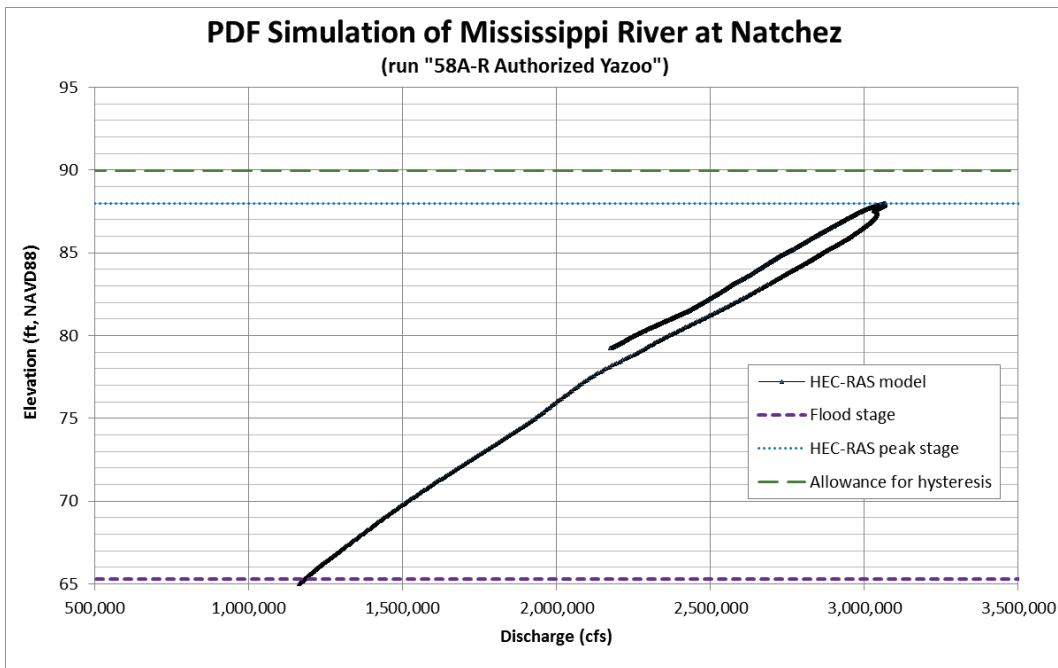 PDF Simulation of Mississippi River at Natchez
(run "58A-R Authorized Yazoo")
95
90
85
80
75
70
65
Elevation (ft, NAVD88)
HEC-RAS model
Flood stage
HEC-RAS peak stage
Allowance for hysteresis
500,000 1,000,000 1,500,000 2,000,000 2,500,000 3,000,000 3,500,000
Discharge (cfs)